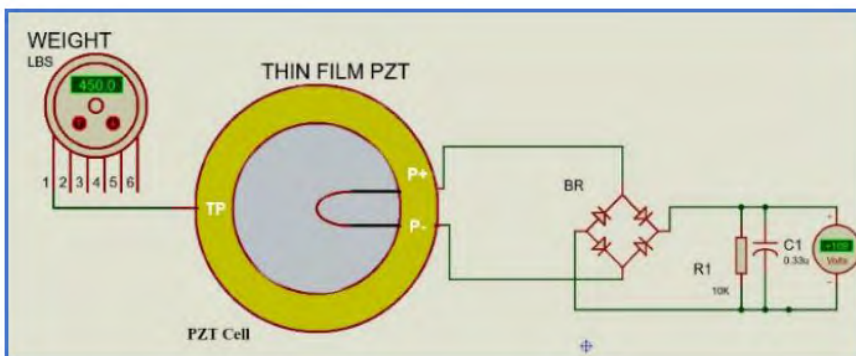 WEIGHT
LBS
450.0
1 2 3 4 5 6
THIN FILM PZT
TP
P+
P-
PZT Cell
BR
R1
10K
C1
0.33u
+
Volts
-